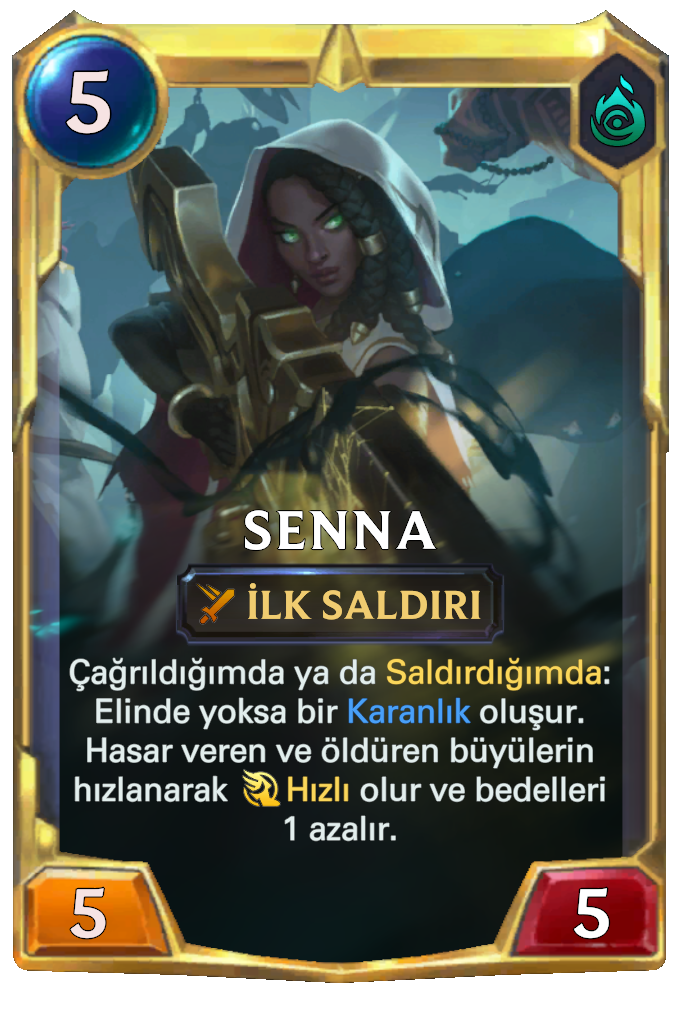 5
SENNA
İLK SALDIRI
Çağrıldığımda ya da Saldırdığımda:
Elinde yoksa bir Karanlık oluşur.
Hasar veren ve öldüren büyülerin
hızlanarak Hızlı olur ve bedelleri
1 azalır.
5
5